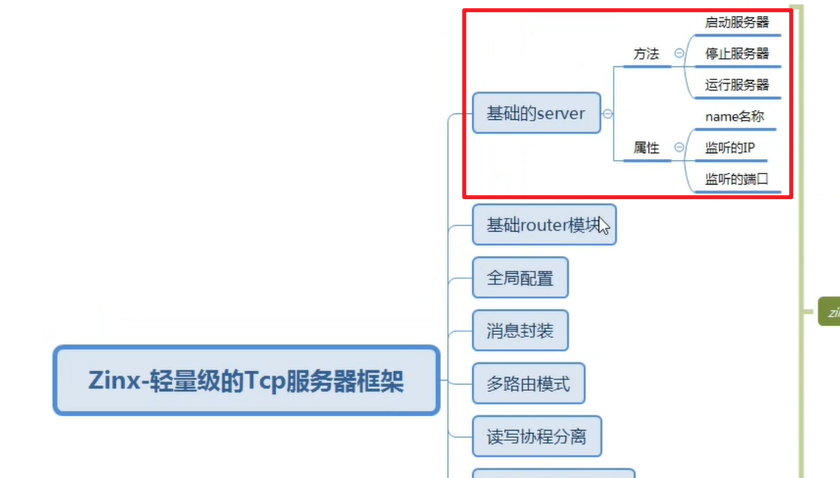 启动服务器
方法
停止服务器
运行服务器
基础的server
name名称
属性
监听的IP
监听的端口
基础router模块
全局配置
消息封装
Zinx-轻量级的Tcp服务器框架
多路由模式
读写协程分离